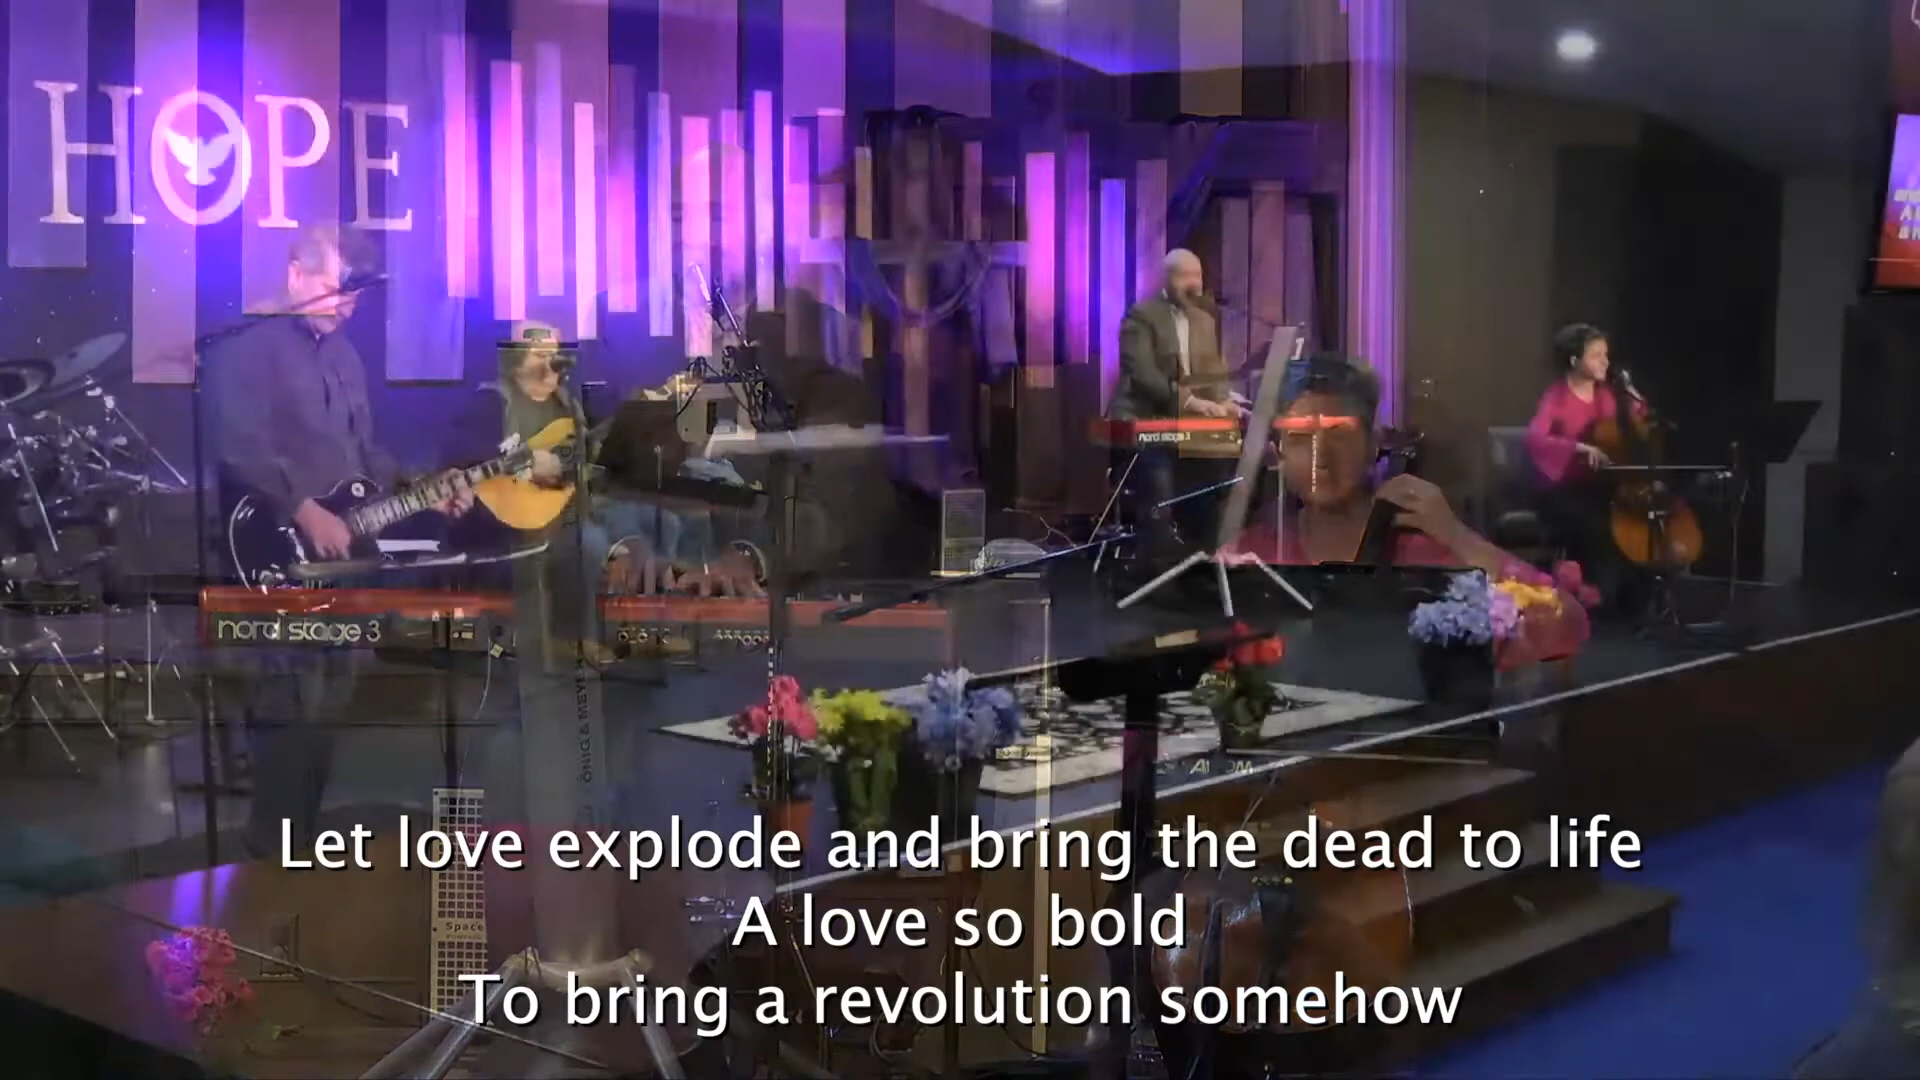 HOPE
nord stage 3
nord stage 3
Space
Let love explode and bring the dead to life
A love so bold
To bring a revolution somehow